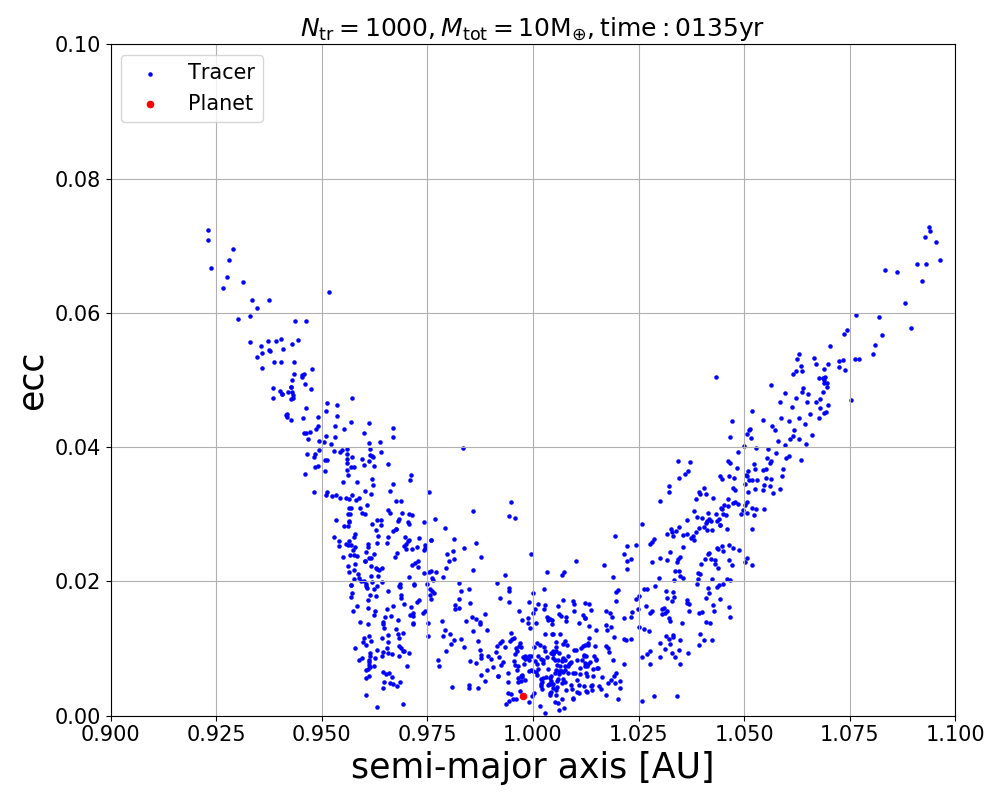 N_tr = 1000, M_tot = 10M_⊕, time : 0135yr
Tracer
Planet
0.10
0.08
0.06
0.04
0.02
0.00
ecc
0.900 0.925 0.950 0.975 1.000 1.025 1.050 1.075 1.100
semi-major axis [AU]